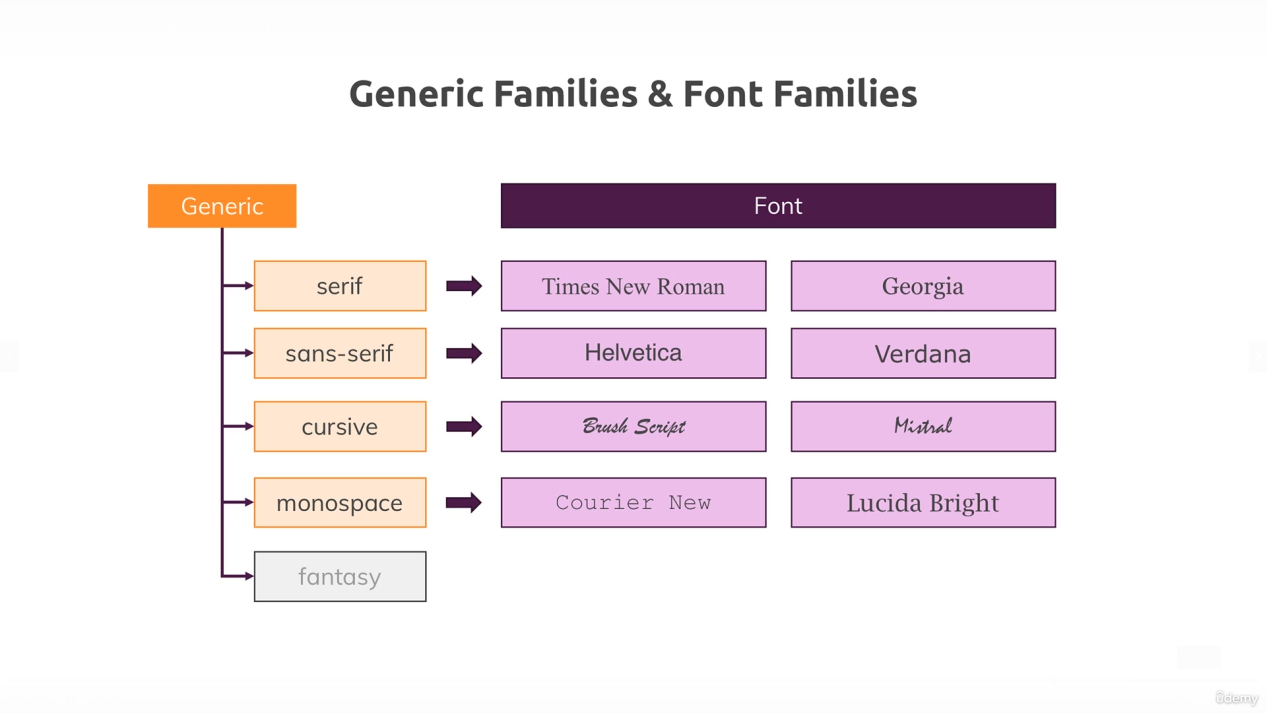 Generic Families & Font Families
Generic
Font
serif
Times New Roman
Georgia
sans-serif
Helvetica
Verdana
cursive
Brush Script
Mistral
monospace
Courier New
Lucida Bright
fantasy
ûdemy